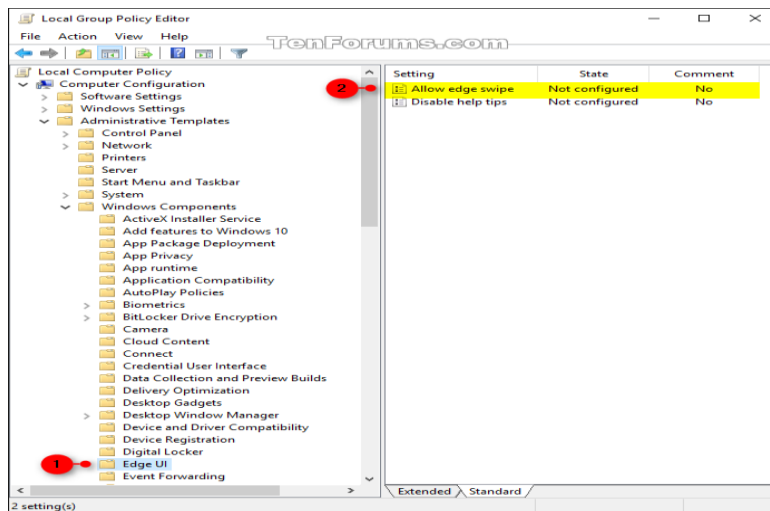 Local Group Policy Editor
File Action View Help
TenForums.com
Local Computer Policy
Computer Configuration
Software Settings
Windows Settings
Administrative Templates
Control Panel
Network
Printers
Server
Start Menu and Taskbar
System
Windows Components
ActiveX Installer Service
Add features to Windows 10
App Package Deployment
App Privacy
App runtime
Application Compatibility
AutoPlay Policies
Biometrics
BitLocker Drive Encryption
Camera
Cloud Content
Connect
Credential User Interface
Data Collection and Preview Builds
Delivery Optimization
Desktop Gadgets
Desktop Window Manager
Device and Driver Compatibility
Device Registration
Digital Locker
1 Edge UI
Event Forwarding
Setting State Comment
2 Allow edge swipe Not configured No
Disable help tips Not configured No
Extended Standard
2 setting(s)